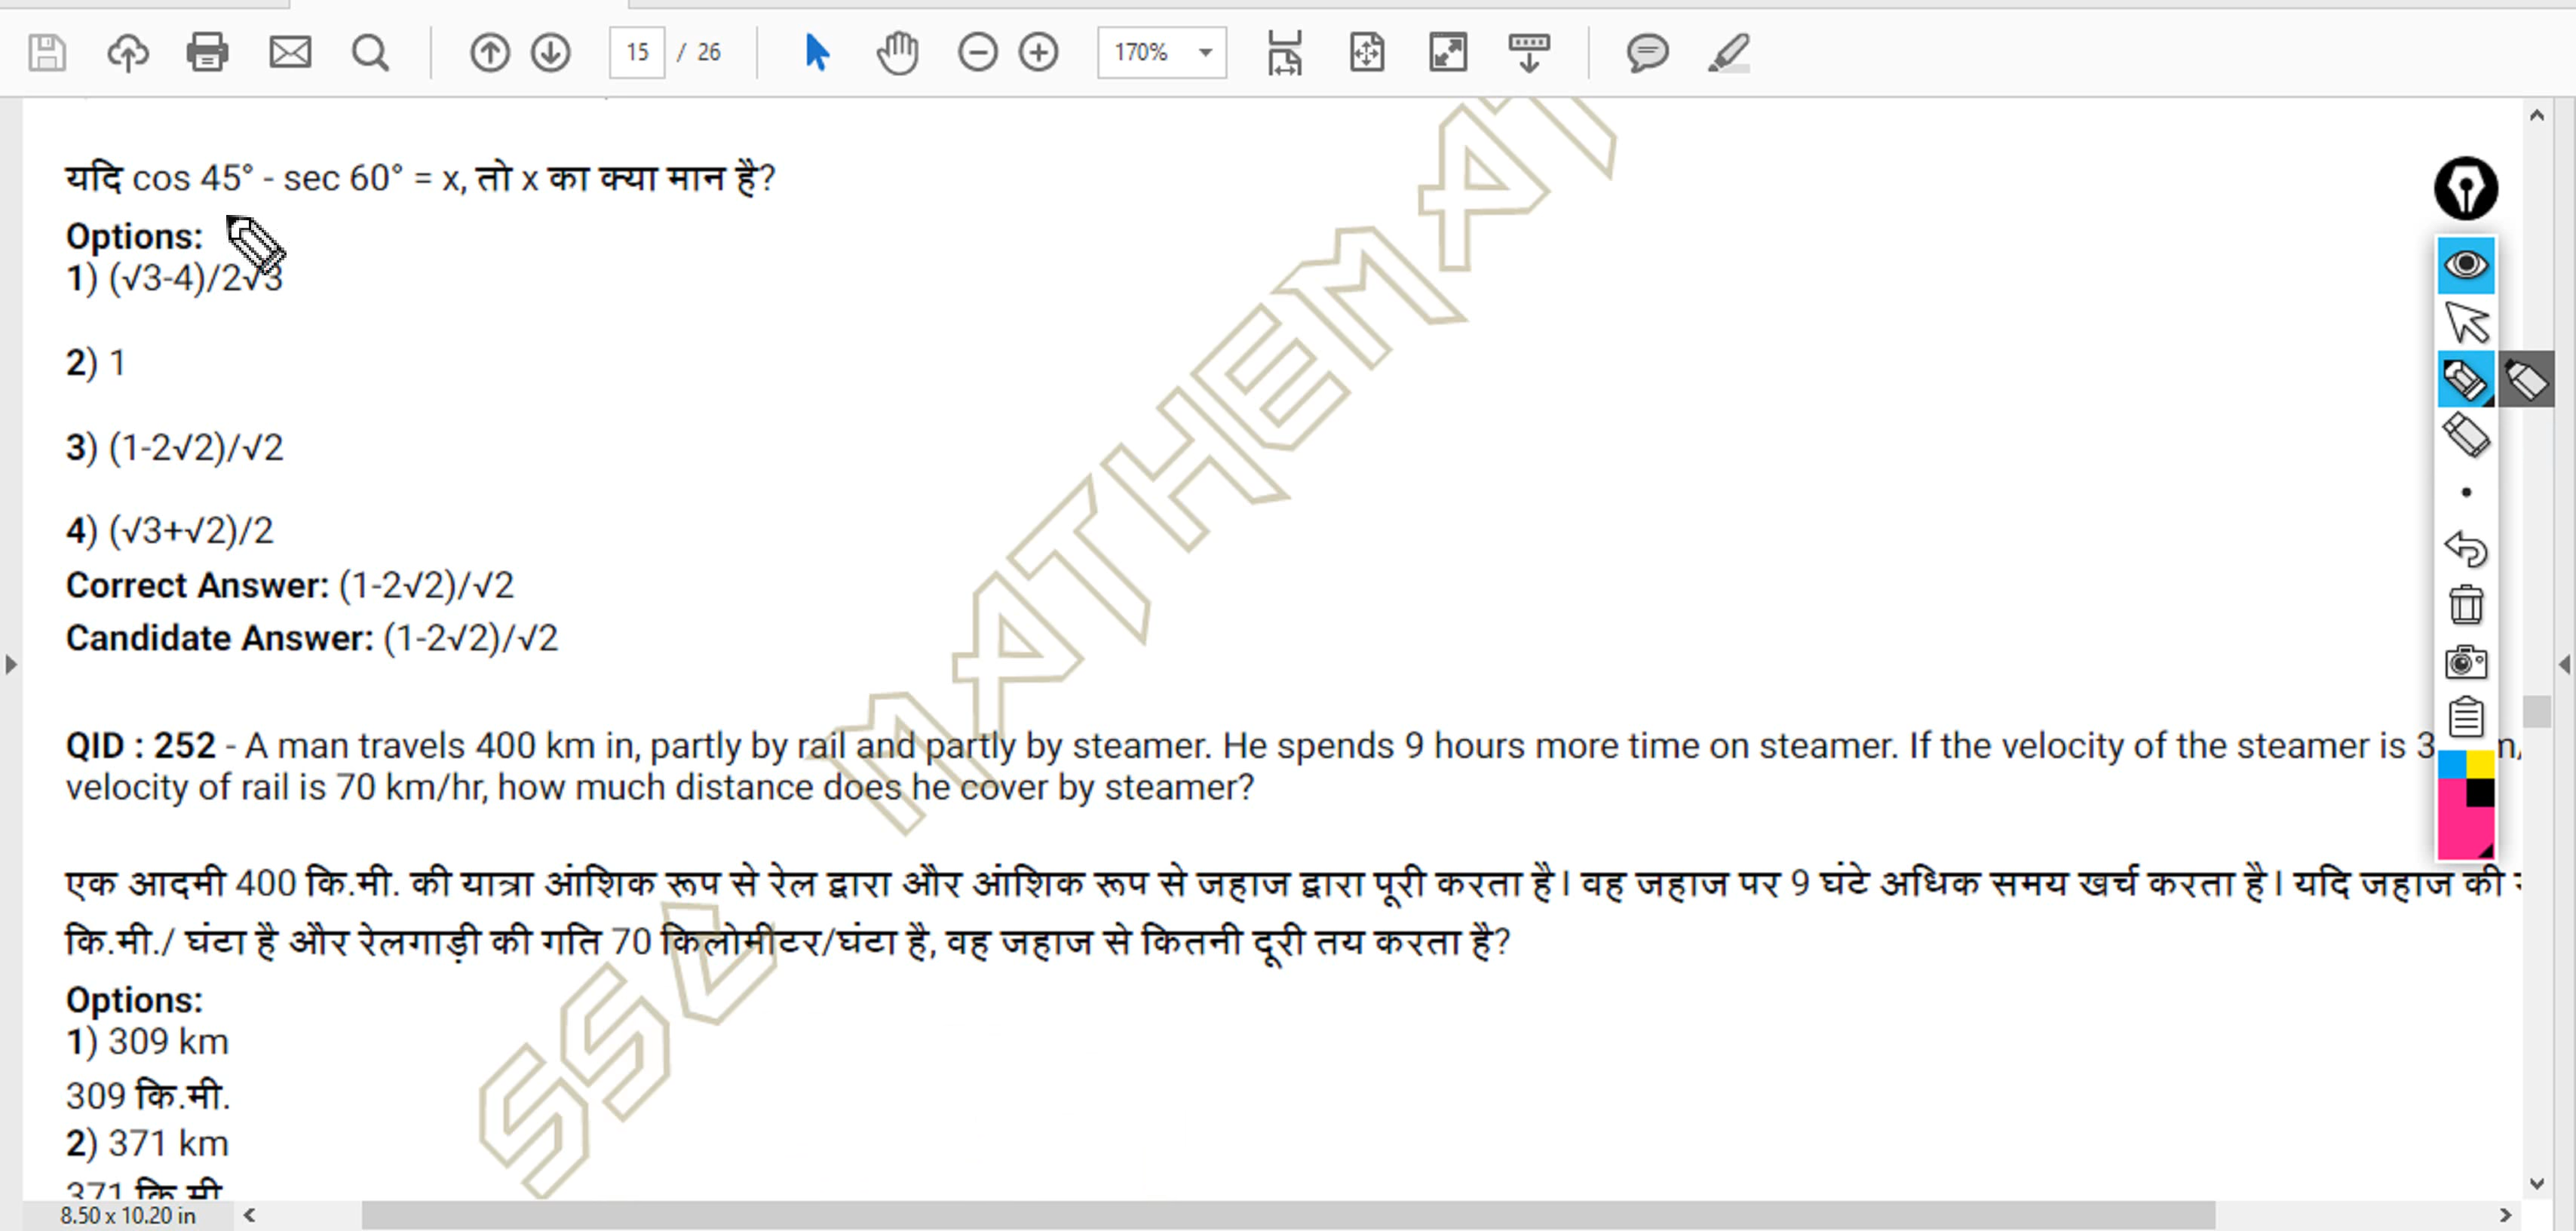 15 / 26
170%
यदि cos 45° - sec 60° = x, तो x का क्या मान है?
Options:
1) (√3-4)/2√3
2) 1
3) (1-2√2)/√2
4) (√3+√2)/2
Correct Answer: (1-2√2)/√2
Candidate Answer: (1-2√2)/√2
QID : 252 - A man travels 400 km in, partly by rail and partly by steamer. He spends 9 hours more time on steamer. If the velocity of the steamer is 3
velocity of rail is 70 km/hr, how much distance does he cover by steamer?
एक आदमी 400 कि.मी. की यात्रा आंशिक रूप से रेल द्वारा और आंशिक रूप से जहाज द्वारा पूरी करता है। वह जहाज पर 9 घंटे अधिक समय खर्च करता है। यदि जहाज की
कि.मी./ घंटा है और रेलगाड़ी की गति 70 किलोमीटर/घंटा है, वह जहाज से कितनी दूरी तय करता है?
Options:
1) 309 km
309 कि.मी.
2) 371 km
371 कि.मी
SSC MATHEMAT
8.50 x 10.20 in